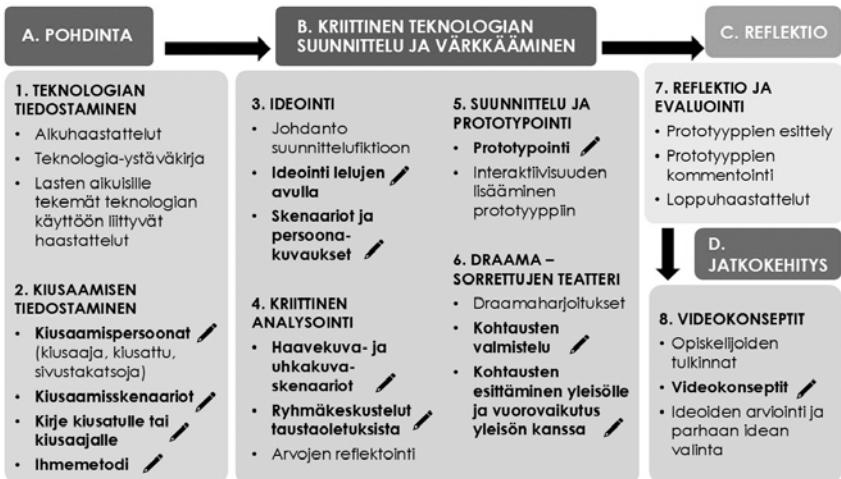 A. POHDINTA
1. TEKNOLOGIAN
TIEDOSTAMINEN
• Alkuhaastattelut
• Teknologia-ystäväkirja
• Lasten aikuisille
tekemät teknologian
käyttöön liittyvät
haastattelut
2. KIUSAAMISEN
TIEDOSTAMINEN
• Kiusaamispersoonat
(kiusaaja, kiusattu,
sivustakatsoja)
• Kiusaamisskenaariot
• Kirje kiusatulle tai
kiusaajalle
• Ihmemetodi
B. KRIITTINEN TEKNOLOGIAN
SUUNNITTELU JA VÄRKKÄÄMINEN
3. IDEOINTI
• Johdanto
suunnittelufiktioon
• Ideointi lelujen
avulla
• Skenaariot ja
persoona-
kuvaukset
4. KRIITTINEN
ANALYSOINTI
• Haavekuva- ja
uhkakuva-
skenaariot
• Ryhmäkeskustelut
taustaoletuksista
• Arvojen reflektointi
5. SUUNNITTELU JA
PROTOTYPOINTI
• Prototypointi
• Interaktiivisuuden
lisääminen
prototyyppiin
6. DRAAMA –
SORRETTUJEN TEATTERI
• Draamaharjoitukset
• Kohtausten
valmistelu
• Kohtausten
esittäminen yleisölle
ja vuorovaikutus
yleisön kanssa
C. REFLEKTIO
7. REFLEKTIO JA
EVALUOINTI
• Prototyyppien esittely
• Prototyyppien
kommentointi
• Loppuhaastattelut
D.
JATKOKEHITYS
8. VIDEOKONSEPTIT
• Opiskelijoiden
tulkinnat
• Videokonseptit
• Ideoiden arviointi ja
parhaan idean
valinta